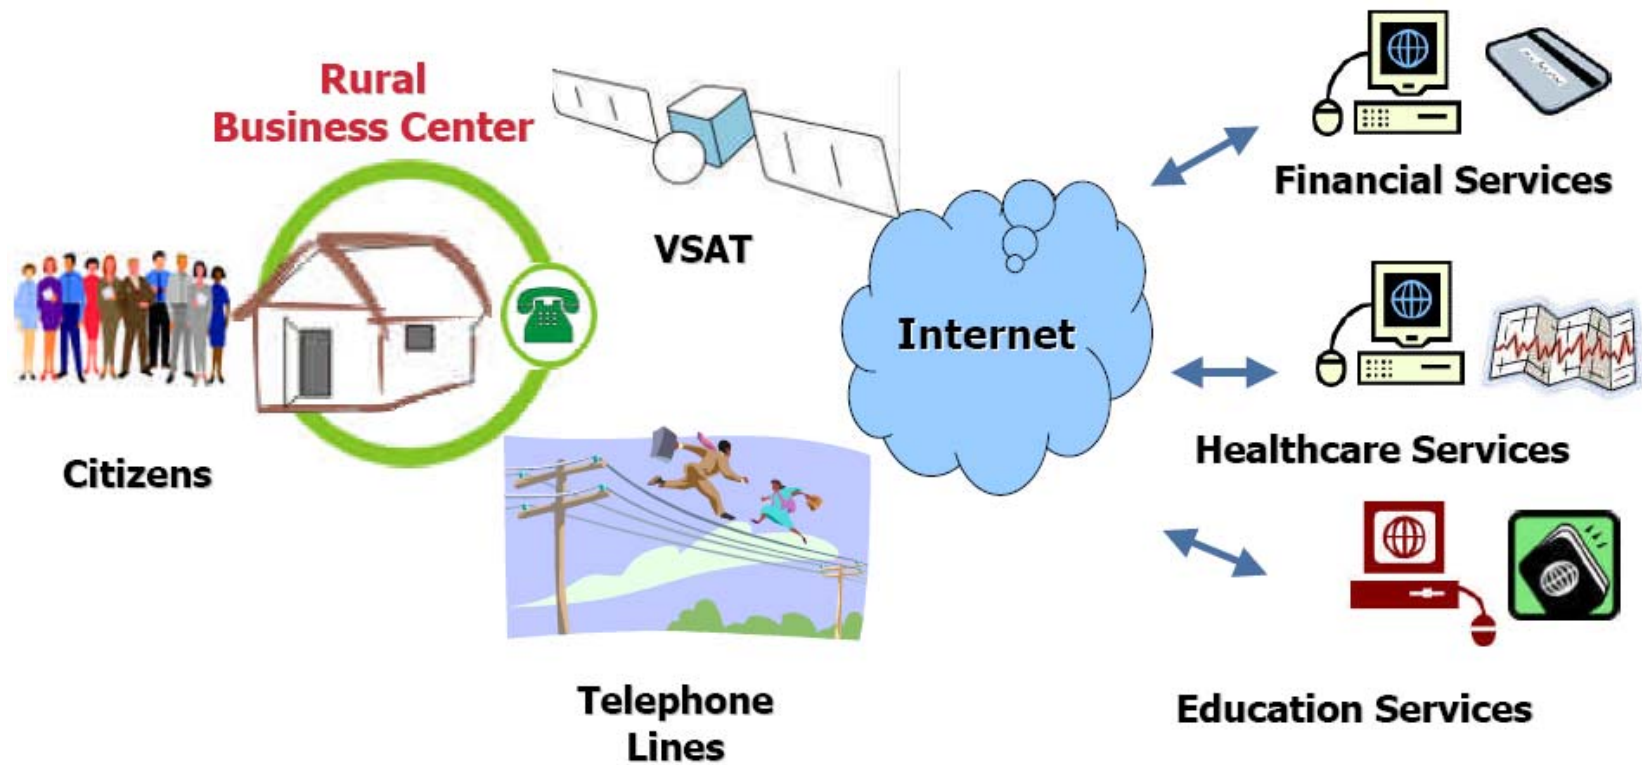 Rural
Business Center
VSAT
Internet
Citizens
Telephone
Lines
Financial Services
Healthcare Services
Education Services